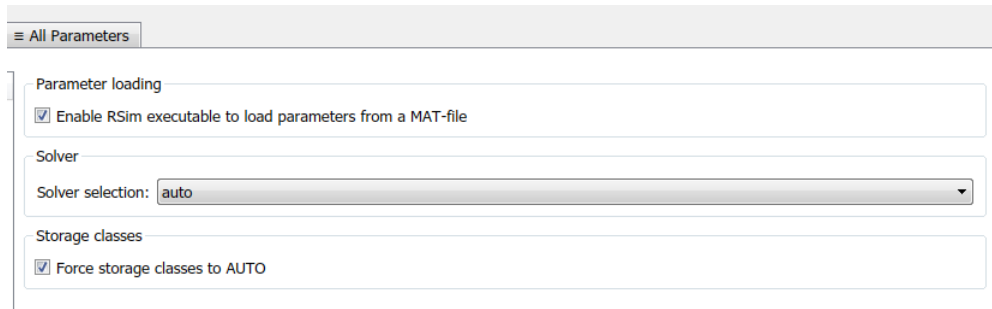 ≡ All Parameters
Parameter loading
Enable RSim executable to load parameters from a MAT-file
Solver
Solver selection: auto
Storage classes
Force storage classes to AUTO